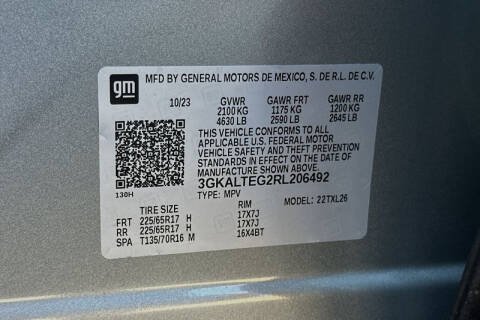 gm
MFD BY GENERAL MOTORS DE MEXICO, S. DE R.L. DE C.V.
10/23 GVWR GAWR FRT GAWR RR
2100 KG 1175 KG 1200 KG
4630 LB 2590 LB 2645 LB
THIS VEHICLE CONFORMS TO ALL
APPLICABLE U.S. FEDERAL MOTOR
VEHICLE SAFETY, BUMPER, AND THEFT PREVENTION
STANDARDS IN EFFECT ON THE DATE OF
MANUFACTURE SHOWN ABOVE.
3GKALTEG2RL206492
130H TYPE: MPV MODEL: 22TXL26
TIRE SIZE RIM
FRT 225/65R17 H 17X7J
RR 225/65R17 H 17X7J
SPA T135/70R16 M 16X4BT